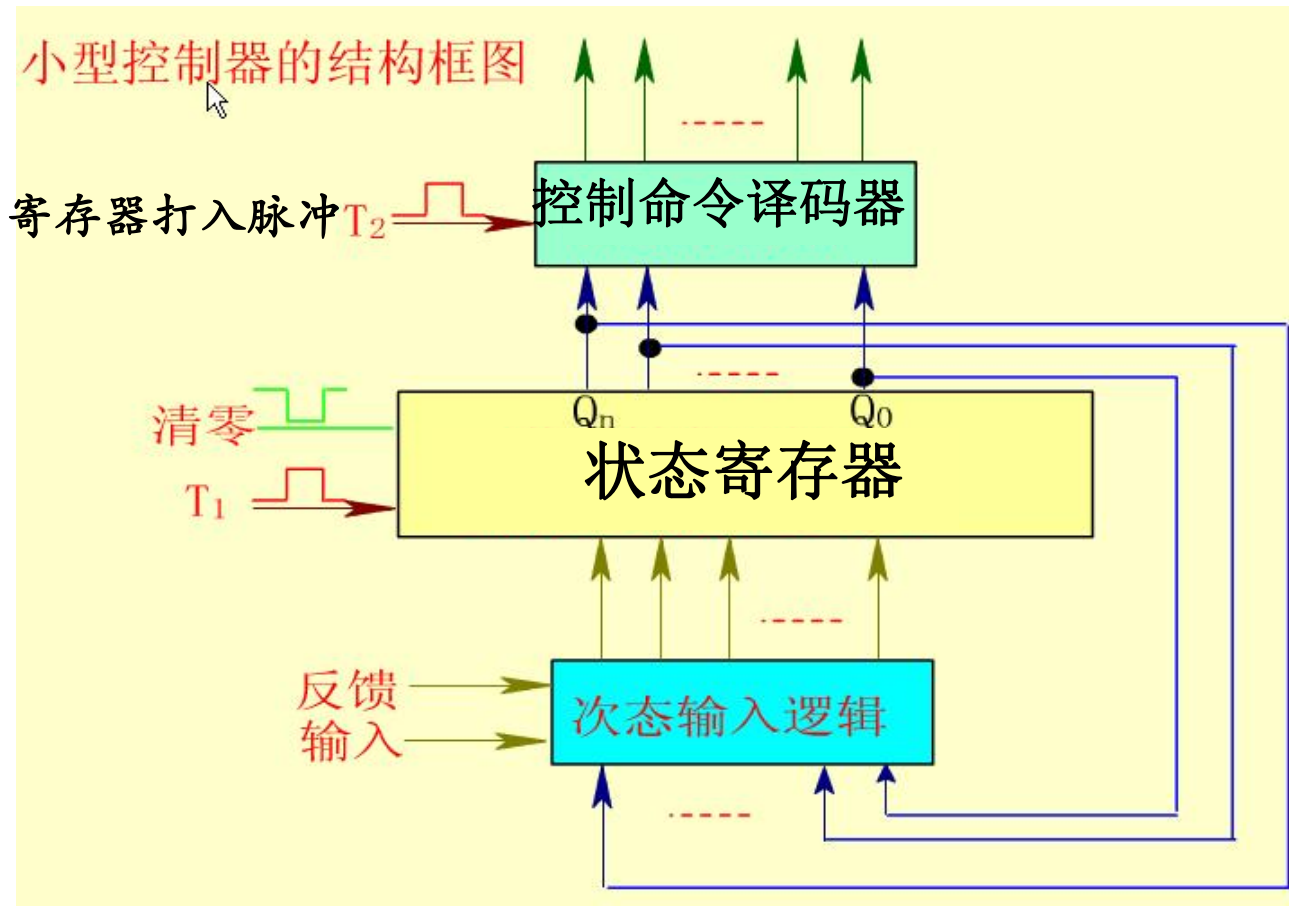 小型控制器的结构框图
控制命令译码器
寄存器打入脉冲T2
Qn
Q0
清零
状态寄存器
T1
反馈
输入
次态输入逻辑